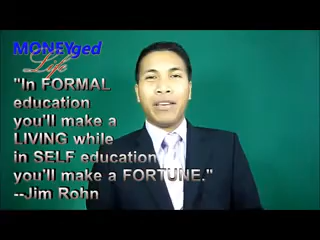 MONEYged
Life
"In FORMAL
education
you'll make a
LIVING while
in SELF education
you'll make a FORTUNE."
--Jim Rohn